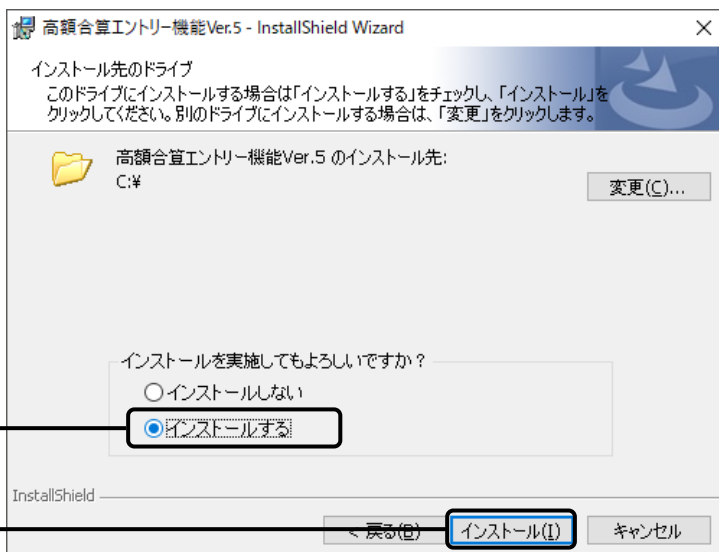 高額合算エントリー機能Ver.5 - InstallShield Wizard
インストール先のドライブ
このドライブにインストールする場合は「インストールする」をチェックし、「インストール」を
クリックしてください。別のドライブにインストールする場合は、「変更」をクリックします。
高額合算エントリー機能Ver.5 のインストール先:
C:¥
変更(C)...
インストールを実施してもよろしいですか？
インストールしない
インストールする
InstallShield
< 戻る(B)
インストール(I)
キャンセル